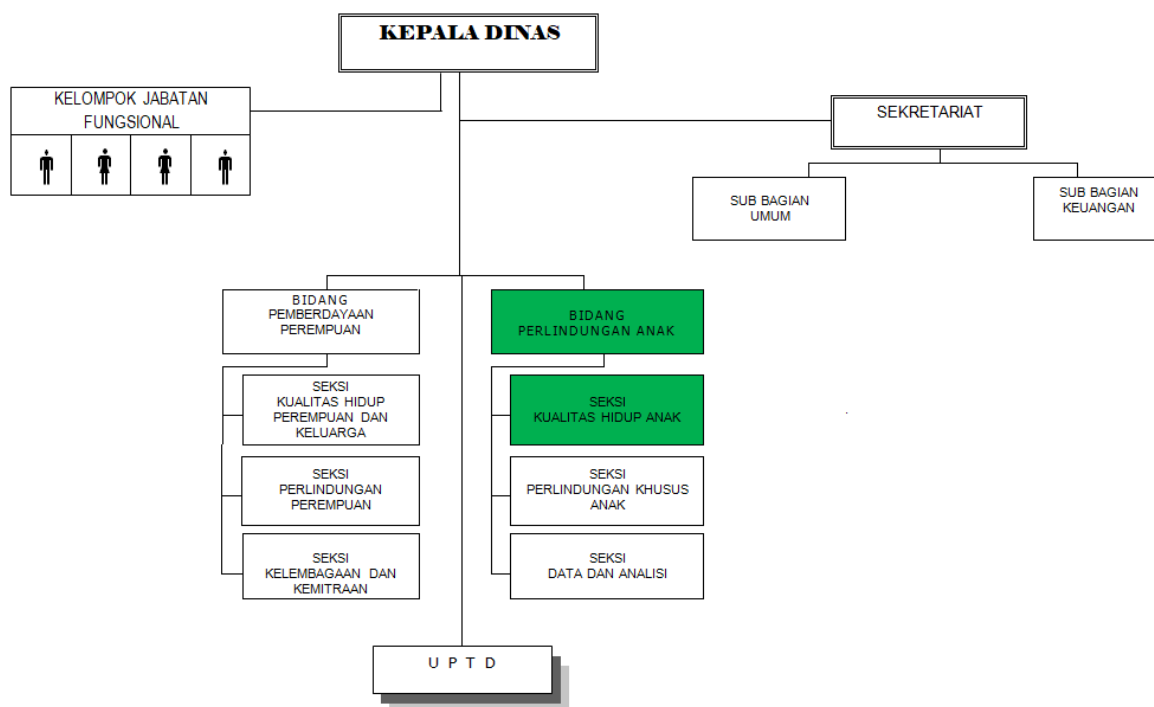 KEPALA DINAS
KELOMPOK JABATAN
FUNGSIONAL
SEKRETARIAT
SUB BAGIAN
UMUM
SUB BAGIAN
KEUANGAN
BIDANG
PEMBERDAYAAN
PEREMPUAN
BIDANG
PERLINDUNGAN ANAK
SEKSI
KUALITAS HIDUP
PEREMPUAN DAN
KELUARGA
SEKSI
KUALITAS HIDUP ANAK
SEKSI
PERLINDUNGAN
PEREMPUAN
SEKSI
PERLINDUNGAN KHUSUS
ANAK
SEKSI
KELEMBAGAAN DAN
KEMITRAAN
SEKSI
DATA DAN ANALISI
U P T D